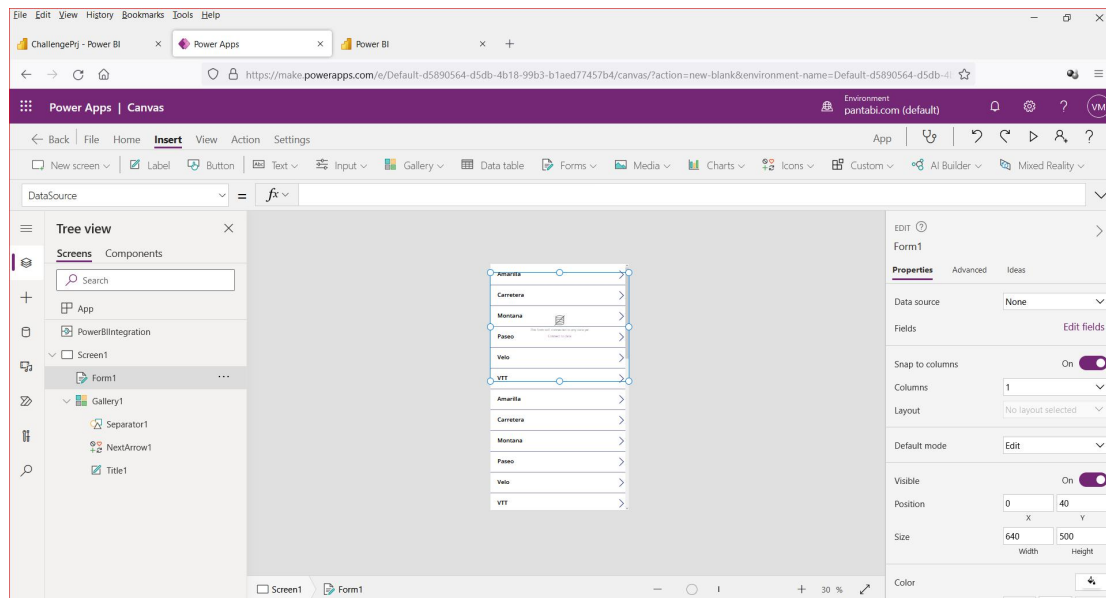 File Edit View History Bookmarks Tools Help
ChallengePrj - Power BI
Power Apps
Power BI
https://make.powerapps.com/e/Default-d5890564-d5db-4b18-99b3-b1aed77457b4/canvas/?action=new-blank&environment-name=Default-d5890564-d5db-4
Power Apps | Canvas
Environment
pantabi.com (default)
VM
Back File Home Insert View Action Settings
App
New screen Label Button Text Input Gallery Data table Forms Media Charts Icons Custom AI Builder Mixed Reality
DataSource = fx
Tree view
Screens Components
Search
App
PowerBIIntegration
Screen1
Form1 ...
Gallery1
Separator1
NextArrow1
Title1
Amarilla
Carretera
Montana
Paseo
Velo
VTT
Amarilla
Carretera
Montana
Paseo
Velo
VTT
EDIT
Form1
Properties Advanced Ideas
Data source None
Fields Edit fields
Snap to columns On
Columns 1
Layout No layout selected
Default mode Edit
Visible On
Position 0 40
X Y
Size 640 500
Width Height
Color
Screen1 Form1
30 %